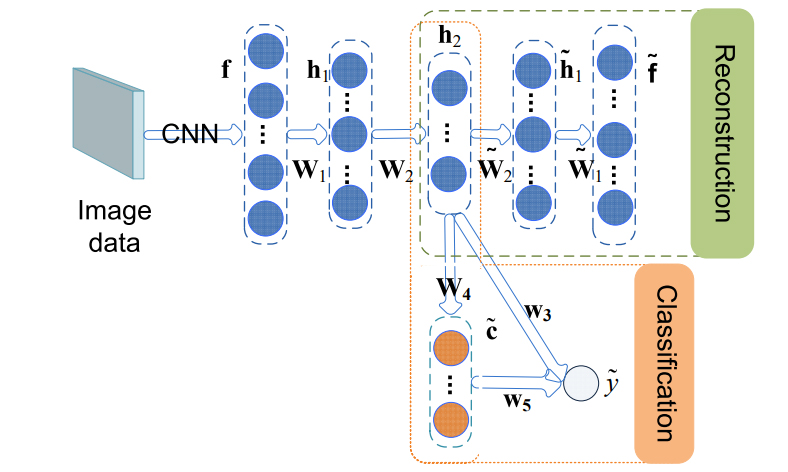 f
h₁
h₂
h̃₁
f̃
CNN
W₁
W₂
W̃₂
W̃₁
Image
data
Reconstruction
W₄
w₃
c̃
w₅
ỹ
Classification